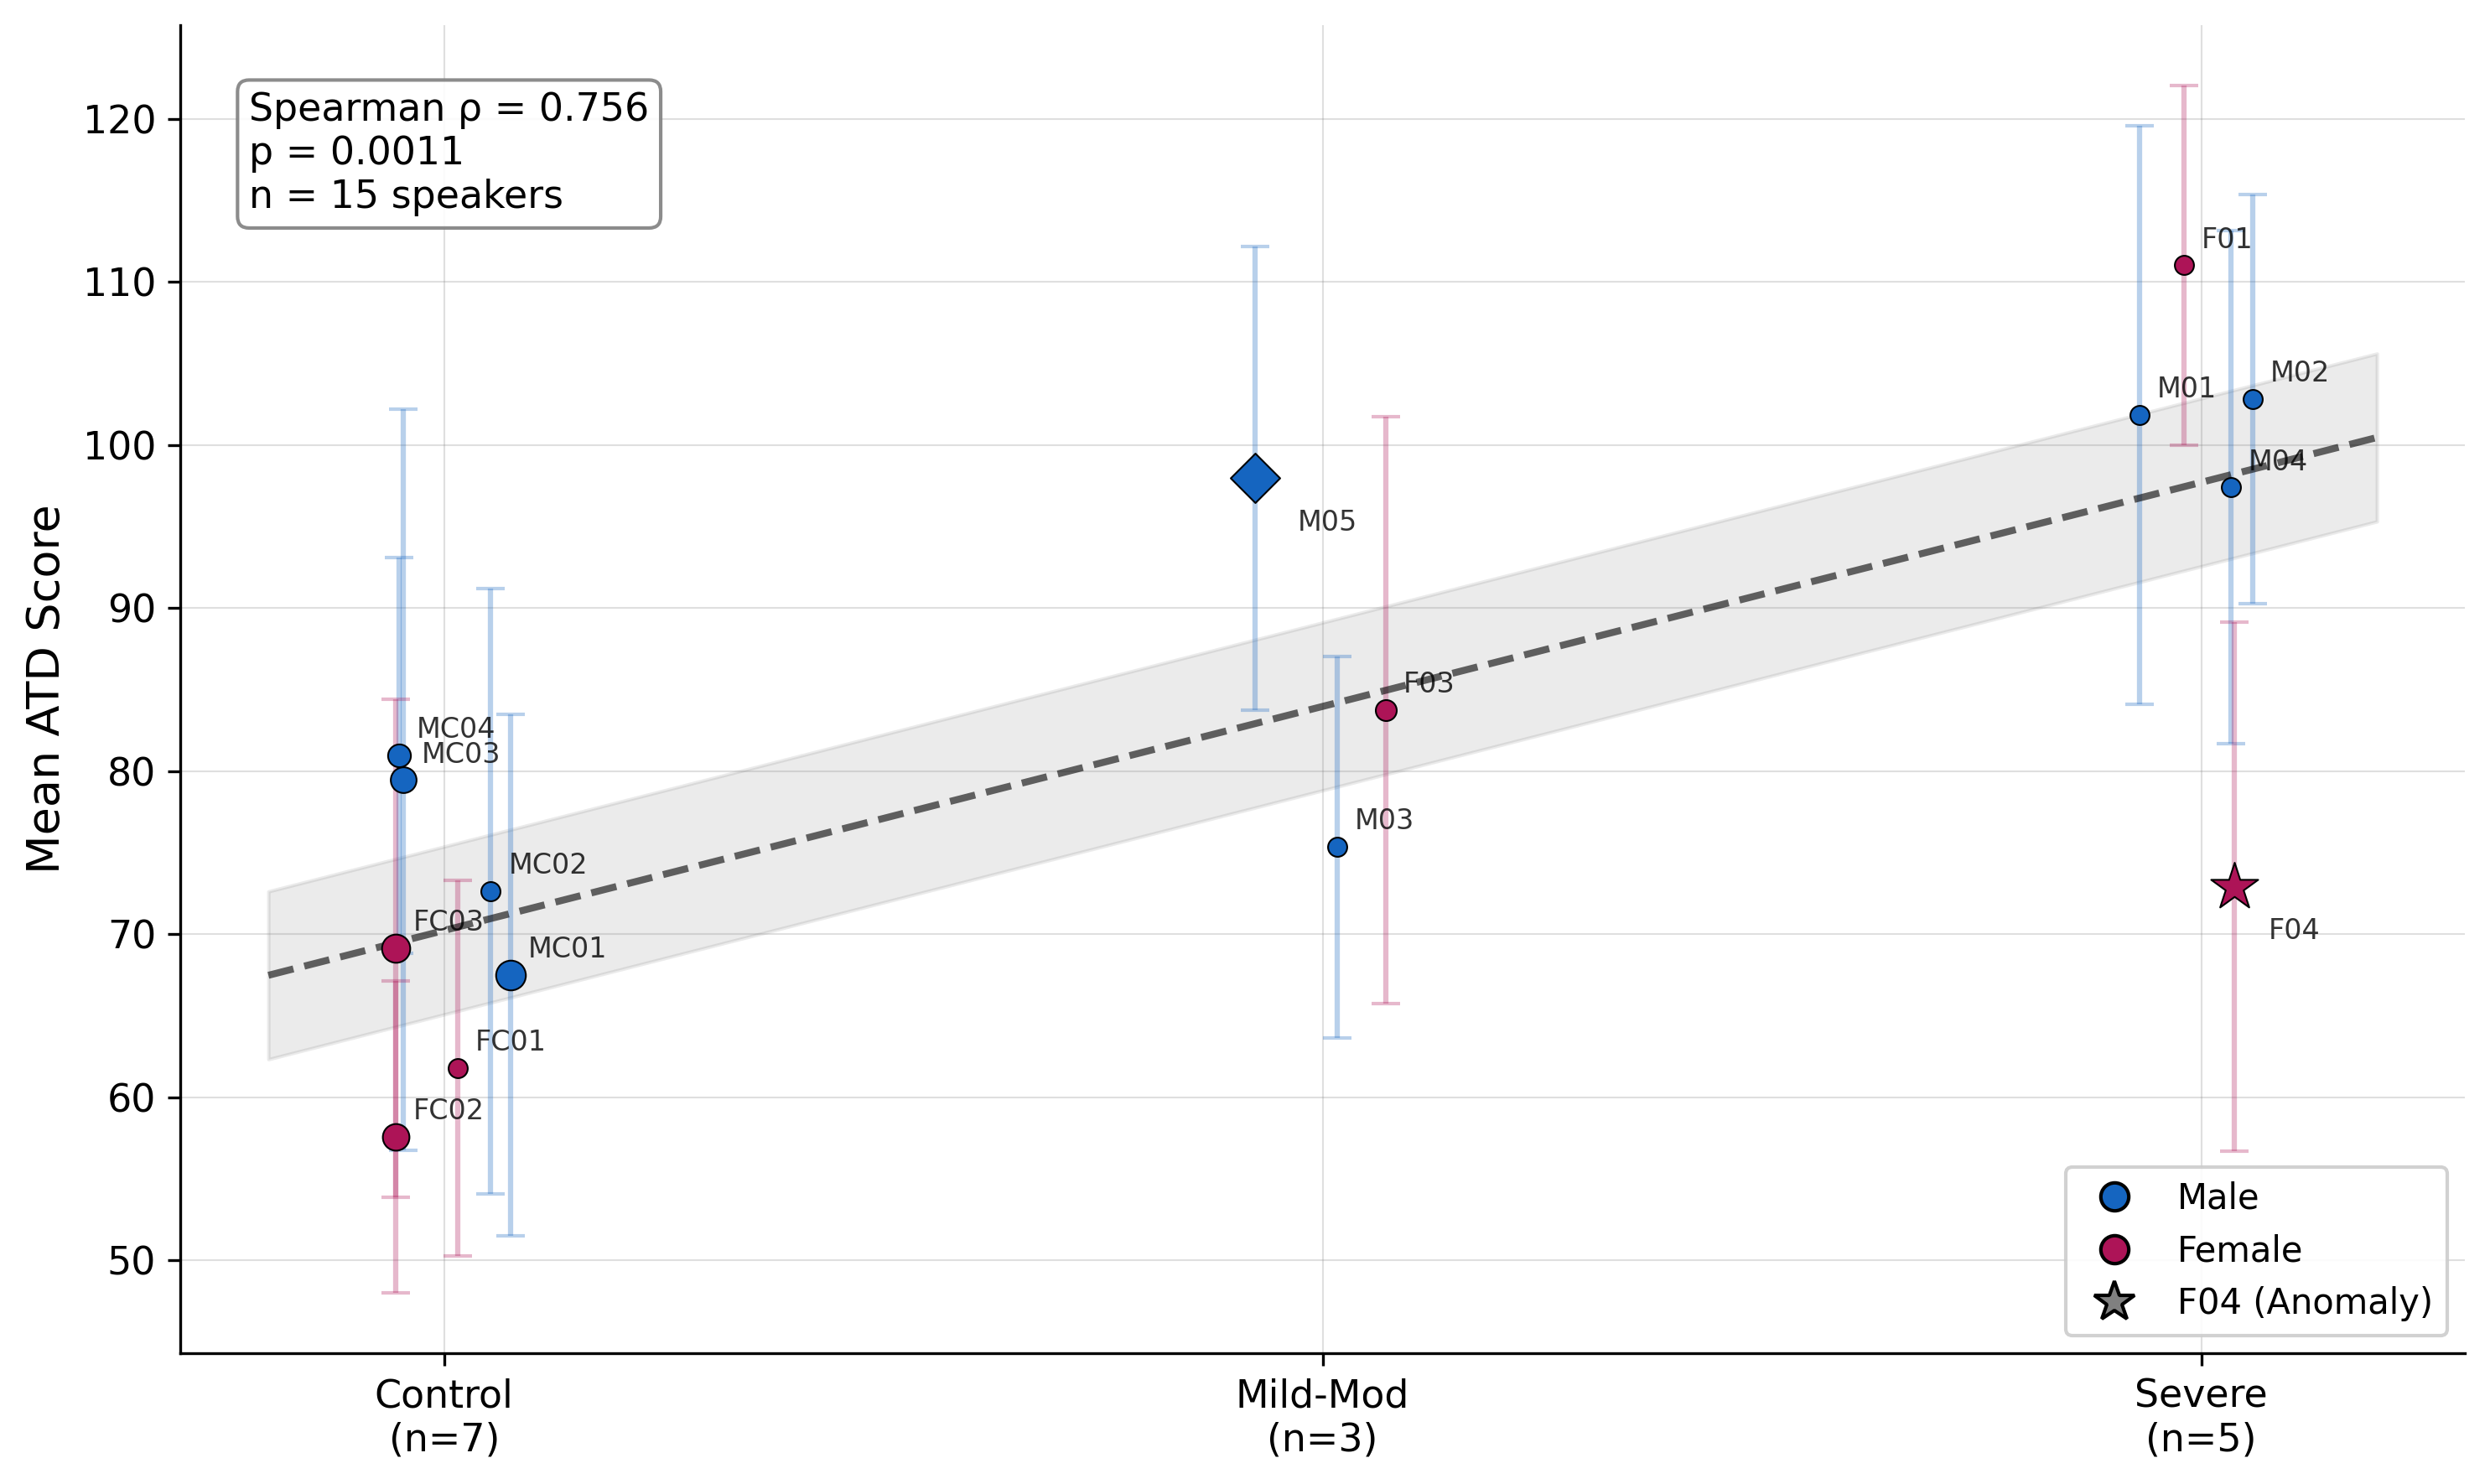 Spearman ρ = 0.756
p = 0.0011
n = 15 speakers
Mean ATD Score
120
110
100
90
80
70
60
50
F01
M02
M01
M04
M05
F03
MC04
MC03
M03
MC02
FC03
F04
MC01
FC01
FC02
Male
Female
F04 (Anomaly)
Control
(n=7)
Mild-Mod
(n=3)
Severe
(n=5)